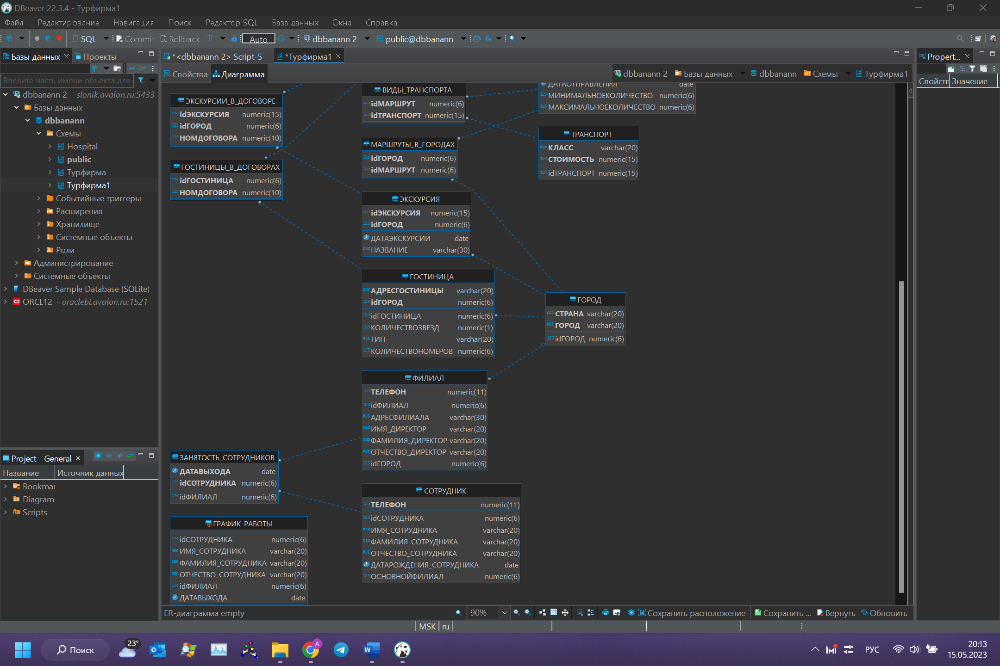 DBeaver 22.3.4 - Турфирма1
Файл Редактирование Навигация Поиск Редактор SQL База данных Окна Справка
SQL Commit Rollback Auto dbbanann 2 public@dbbanann
Базы данных Проекты
*<dbbanann 2> Script-5 *Турфирма1
Propert...
Свойства Диаграмма
dbbanann 2 Базы данных dbbanann Схемы Турфирма1
Введите часть имени объекта для
Свойств Значение
dbbanann 2 - slonik.avalon.ru:5433
Базы данных
dbbanann
Схемы
Hospital
public
Турфирма
Турфирма1
Событийные триггеры
Расширения
Хранилище
Системные объекты
Роли
Администрирование
Системные объекты
DBeaver Sample Database (SQLite)
ORCL12 - oraclebi.avalon.ru:1521
Project - General
Название Источник данных
Bookmar
Diagram
Scripts
ЭКСКУРСИИ_В_ДОГОВОРЕ
idЭКСКУРСИЯ numeric(15)
idГОРОД numeric(6)
НОМДОГОВОРА numeric(10)
ГОСТИНИЦЫ_В_ДОГОВОРАХ
idГОСТИНИЦА numeric(6)
НОМДОГОВОРА numeric(10)
ВИДЫ_ТРАНСПОРТА
idМАРШРУТ numeric(6)
idТРАНСПОРТ numeric(15)
ДАТАОТПРАВЛЕНИЯ date
МИНИМАЛЬНОЕКОЛИЧЕСТВО numeric(6)
МАКСИМАЛЬНОЕКОЛИЧЕСТВО numeric(6)
МАРШРУТЫ_В_ГОРОДАХ
idГОРОД numeric(6)
idМАРШРУТ numeric(6)
ТРАНСПОРТ
КЛАСС varchar(20)
СТОИМОСТЬ numeric(15)
idТРАНСПОРТ numeric(15)
ЭКСКУРСИЯ
idЭКСКУРСИЯ numeric(15)
idГОРОД numeric(6)
ДАТАЭКСКУРСИИ date
НАЗВАНИЕ varchar(30)
ГОСТИНИЦА
АДРЕСГОСТИНИЦЫ varchar(20)
idГОРОД numeric(6)
idГОСТИНИЦА numeric(6)
КОЛИЧЕСТВОЗВЕЗД numeric(1)
ТИП varchar(20)
КОЛИЧЕСТВОНОМЕРОВ numeric(6)
ГОРОД
СТРАНА varchar(20)
ГОРОД varchar(20)
idГОРОД numeric(6)
ФИЛИАЛ
ТЕЛЕФОН numeric(11)
idФИЛИАЛ numeric(6)
АДРЕСФИЛИАЛА varchar(30)
ИМЯ_ДИРЕКТОР varchar(20)
ФАМИЛИЯ_ДИРЕКТОР varchar(20)
ОТЧЕСТВО_ДИРЕКТОР varchar(20)
idГОРОД numeric(6)
ЗАНЯТОСТЬ_СОТРУДНИКОВ
ДАТАВЫХОДА date
idСОТРУДНИКА numeric(6)
idФИЛИАЛ numeric(6)
СОТРУДНИК
ТЕЛЕФОН numeric(11)
idСОТРУДНИКА numeric(6)
ИМЯ_СОТРУДНИКА varchar(20)
ФАМИЛИЯ_СОТРУДНИКА varchar(20)
ОТЧЕСТВО_СОТРУДНИКА varchar(20)
ДАТАРОЖДЕНИЯ_СОТРУДНИКА date
ОСНОВНОЙФИЛИАЛ numeric(6)
ГРАФИК_РАБОТЫ
idСОТРУДНИКА numeric(6)
ИМЯ_СОТРУДНИКА varchar(20)
ФАМИЛИЯ_СОТРУДНИКА varchar(20)
ОТЧЕСТВО_СОТРУДНИКА varchar(20)
idФИЛИАЛ numeric(6)
ДАТАВЫХОДА date
ER-диаграмма empty 90% Сохранить расположение Сохранить ... Вернуть Обновить
MSK ru
23° Поиск РУС 20:13
15.05.2023